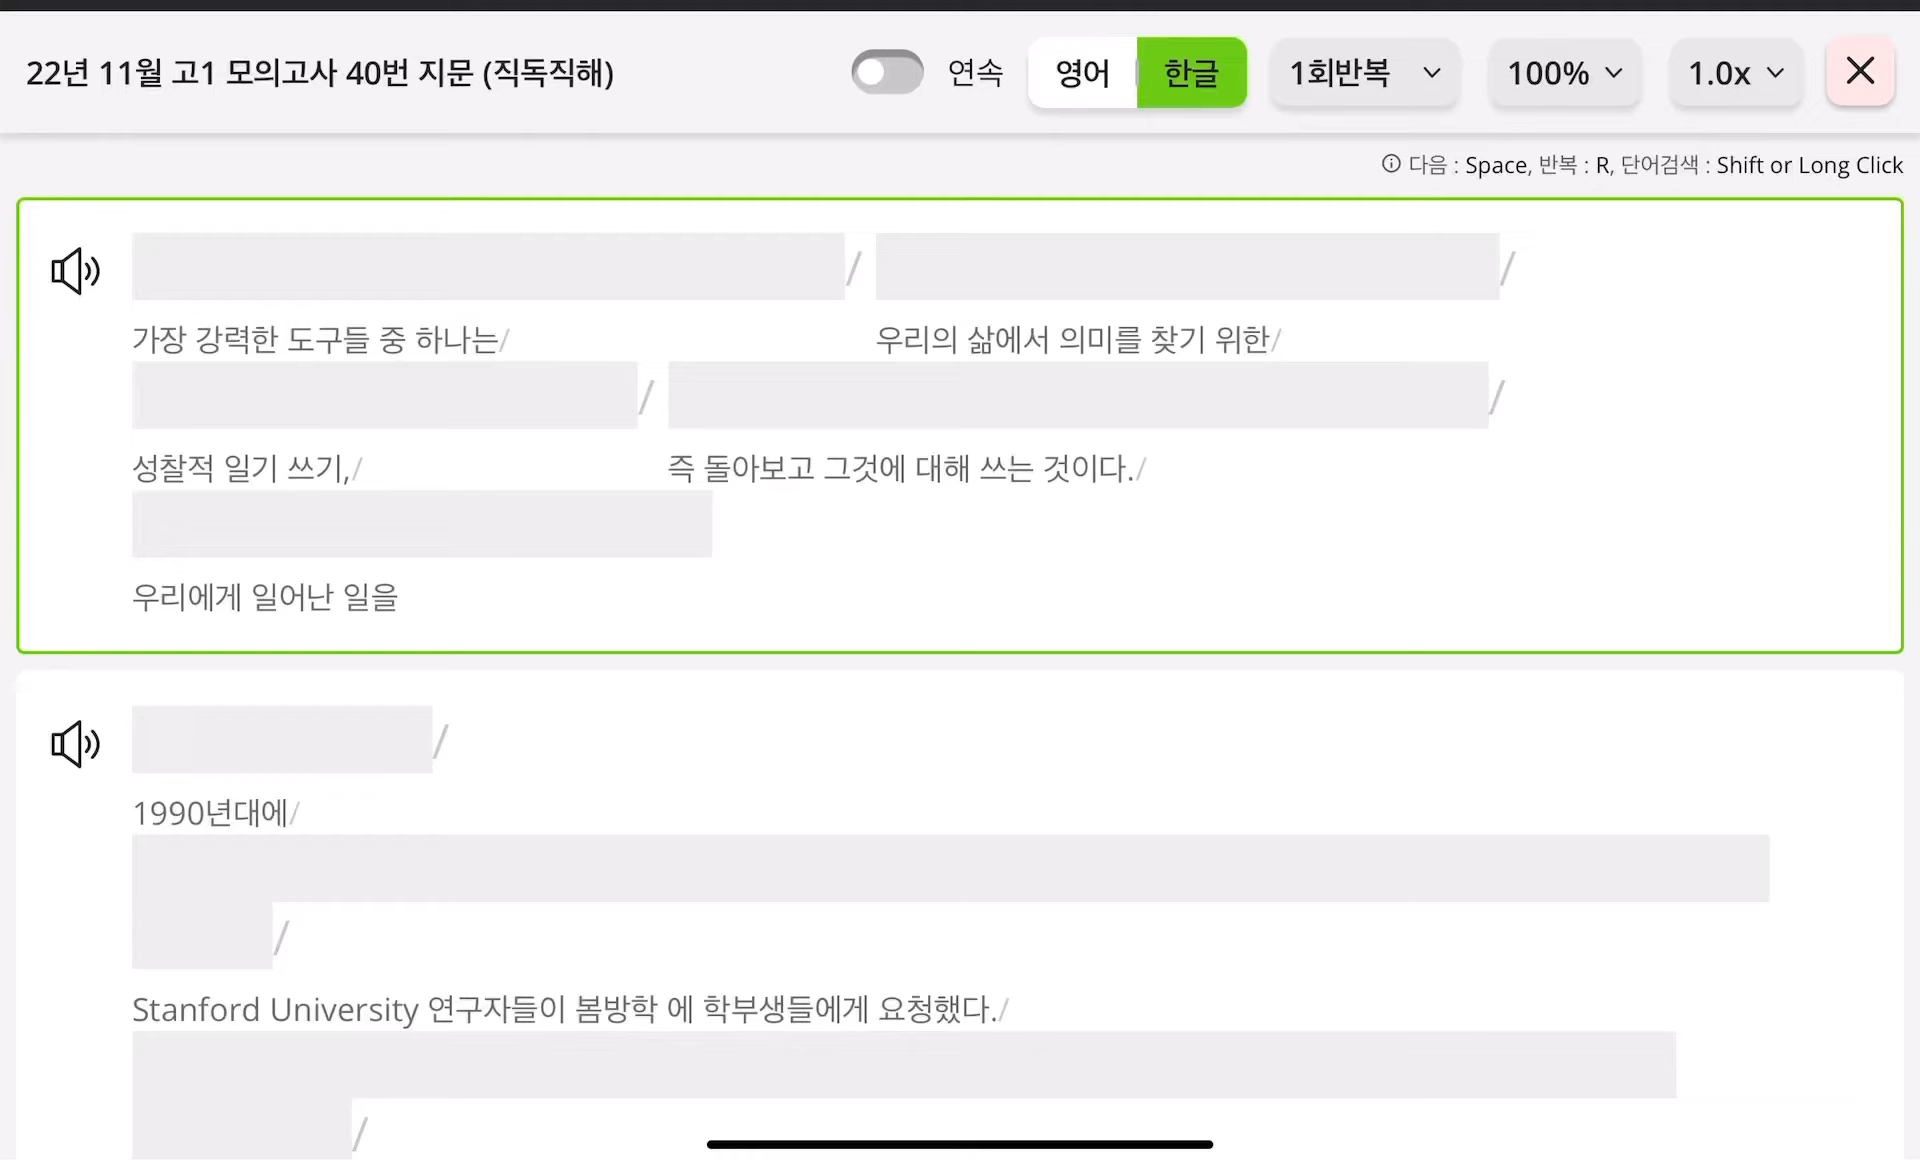 22년 11월 고1 모의고사 40번 지문 (직독직해)
연속 영어 한글 1회반복 100% 1.0x
다음 : Space, 반복 : R, 단어검색 : Shift or Long Click
/ /
가장 강력한 도구들 중 하나는/ 우리의 삶에서 의미를 찾기 위한/
/ /
성찰적 일기 쓰기,/ 즉 돌아보고 그것에 대해 쓰는 것이다./
우리에게 일어난 일을
/
1990년대에/
/
Stanford University 연구자들이 봄방학 에 학부생들에게 요청했다./
/